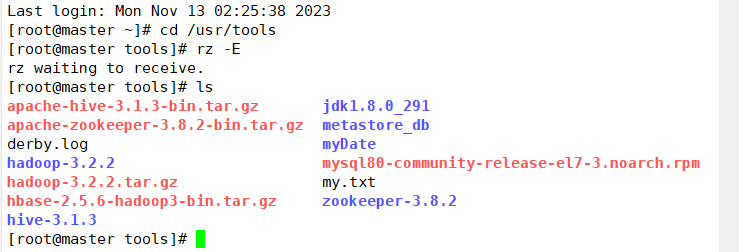 Last login: Mon Nov 13 02:25:38 2023
[root@master ~]# cd /usr/tools
[root@master tools]# rz -E
rz waiting to receive.
[root@master tools]# ls
apache-hive-3.1.3-bin.tar.gz jdk1.8.0_291
apache-zookeeper-3.8.2-bin.tar.gz metastore_db
derby.log myDate
hadoop-3.2.2 mysql80-community-release-el7-3.noarch.rpm
hadoop-3.2.2.tar.gz my.txt
hbase-2.5.6-hadoop3-bin.tar.gz zookeeper-3.8.2
hive-3.1.3
[root@master tools]#